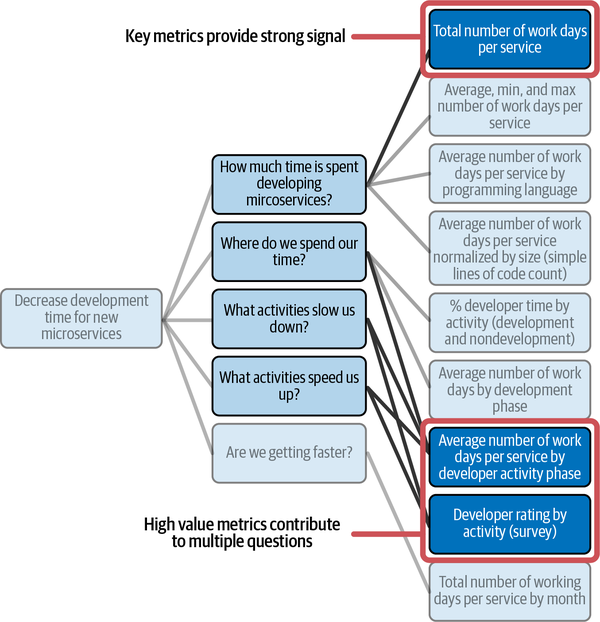 Key metrics provide strong signal
Total number of work days
per service
Average, min, and max
number of work days per
service
How much time is spent
developing
mircoservices?
Average number of work
days per service by
programming language
Where do we spend our
time?
Average number of work
days per service
normalized by size (simple
lines of code count)
Decrease development
time for new
microservices
What activities slow us
down?
% developer time by
activity (development
and nondevelopment)
What activities speed us
up?
Average number of work
days by development
phase
Are we getting faster?
Average number of work
days per service by
developer activity phase
High value metrics contribute
to multiple questions
Developer rating by
activity (survey)
Total number of working
days per service by month